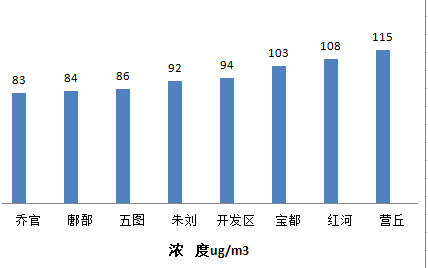 83 84 86 92 94 103 108 115
乔官 鄌郚 五图 朱刘 开发区 宝都 红河 营丘
浓 度ug/m3